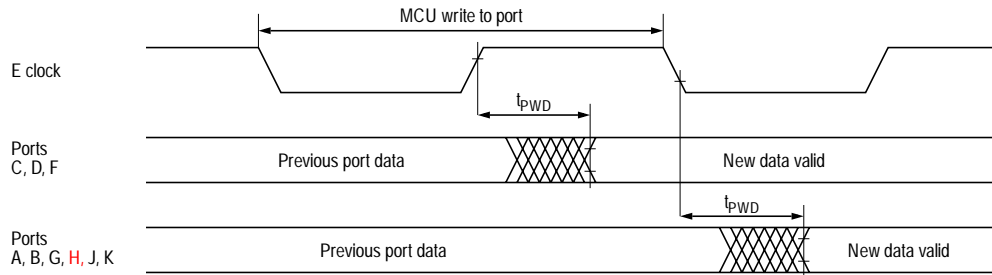 MCU write to port
E clock
tPWD
Ports
C, D, F
Previous port data
New data valid
tPWD
Ports
A, B, G, H, J, K
Previous port data
New data valid